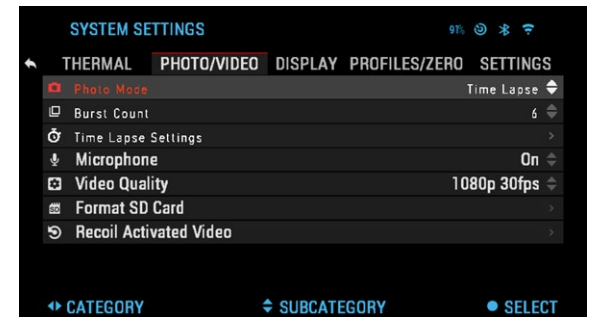 SYSTEM SETTINGS 91%
THERMAL PHOTO/VIDEO DISPLAY PROFILES/ZERO SETTINGS
Photo Mode Time Lapse
Burst Count 6
Time Lapse Settings
Microphone On
Video Quality 1080p 30fps
Format SD Card
Recoil Activated Video
CATEGORY SUBCATEGORY SELECT